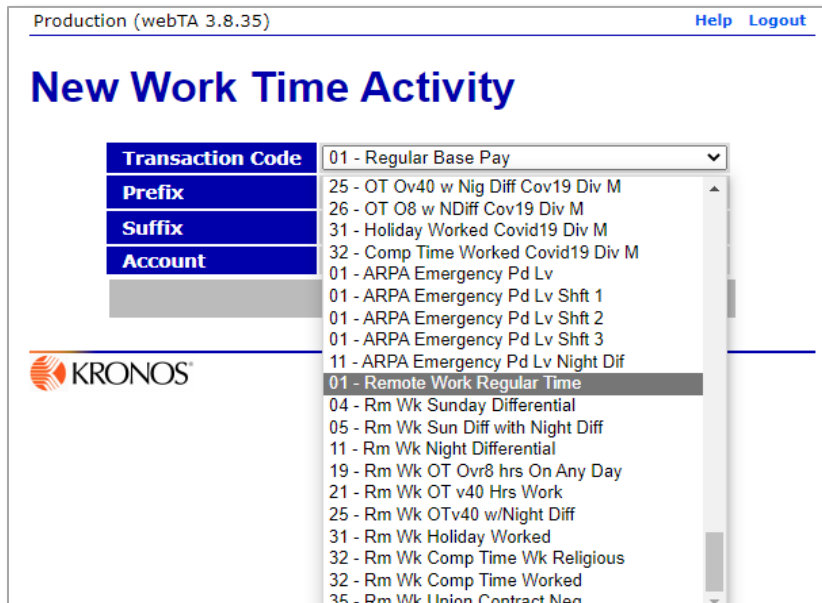 Production (webTA 3.8.35) Help Logout
New Work Time Activity
Transaction Code 01 - Regular Base Pay
Prefix
Suffix
Account
25 - OT Ov40 w Nig Diff Cov19 Div M
26 - OT O8 w NDiff Cov19 Div M
31 - Holiday Worked Covid19 Div M
32 - Comp Time Worked Covid19 Div M
01 - ARPA Emergency Pd Lv
01 - ARPA Emergency Pd Lv Shft 1
01 - ARPA Emergency Pd Lv Shft 2
01 - ARPA Emergency Pd Lv Shft 3
11 - ARPA Emergency Pd Lv Night Dif
01 - Remote Work Regular Time
04 - Rm Wk Sunday Differential
05 - Rm Wk Sun Diff with Night Diff
11 - Rm Wk Night Differential
19 - Rm Wk OT Ovr8 hrs On Any Day
21 - Rm Wk OT v40 Hrs Work
25 - Rm Wk OTv40 w/Night Diff
31 - Rm Wk Holiday Worked
32 - Rm Wk Comp Time Wk Religious
32 - Rm Wk Comp Time Worked
35 - Rm Wk Union Contract Neg
KRONOS